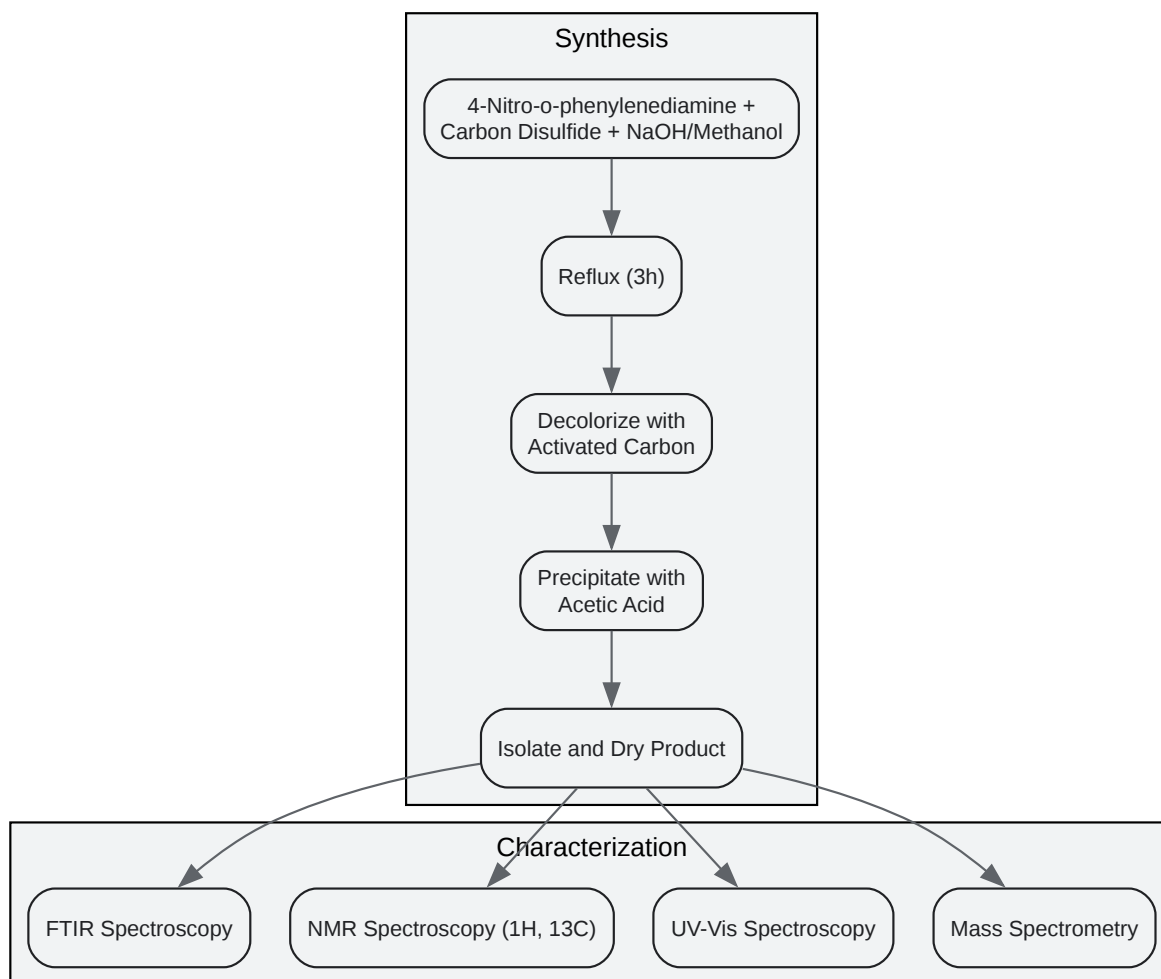 Synthesis
4-Nitro-o-phenylenediamine +
Carbon Disulfide + NaOH/Methanol
Reflux (3h)
Decolorize with
Activated Carbon
Precipitate with
Acetic Acid
Isolate and Dry Product
Characterization
FTIR Spectroscopy
NMR Spectroscopy (1H, 13C)
UV-Vis Spectroscopy
Mass Spectrometry